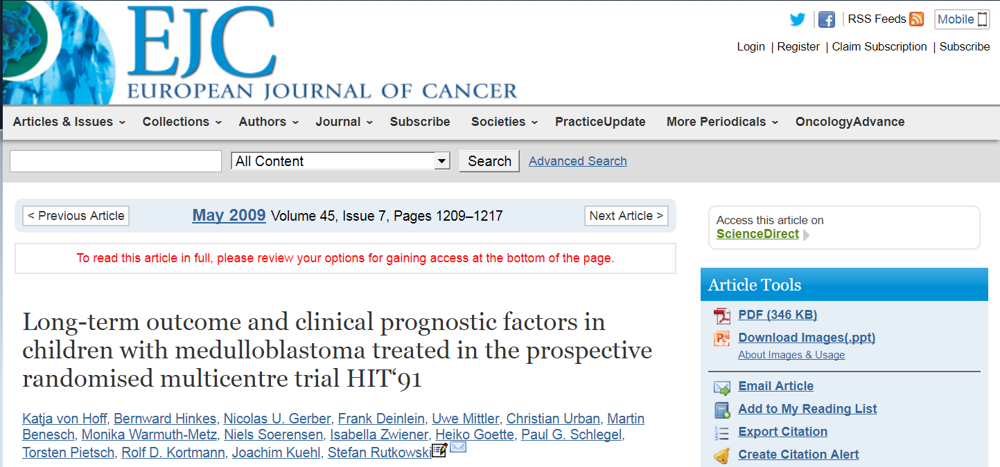 EJC
EUROPEAN JOURNAL OF CANCER
RSS Feeds
Mobile
Login | Register | Claim Subscription | Subscribe
Articles & Issues Collections Authors Journal Subscribe Societies PracticeUpdate More Periodicals OncologyAdvance
All Content Search Advanced Search
< Previous Article May 2009 Volume 45, Issue 7, Pages 1209–1217 Next Article >
To read this article in full, please review your options for gaining access at the bottom of the page.
Long-term outcome and clinical prognostic factors in
children with medulloblastoma treated in the prospective
randomised multicentre trial HIT‘91
Katja von Hoff, Bernward Hinkes, Nicolas U. Gerber, Frank Deinlein, Uwe Mittler, Christian Urban, Martin
Benesch, Monika Warmuth-Metz, Niels Soerensen, Isabella Zwiener, Heiko Goette, Paul G. Schlegel,
Torsten Pietsch, Rolf D. Kortmann, Joachim Kuehl, Stefan Rutkowski
Access this article on
ScienceDirect
Article Tools
PDF (346 KB)
Download Images(.ppt)
About Images & Usage
Email Article
Add to My Reading List
Export Citation
Create Citation Alert